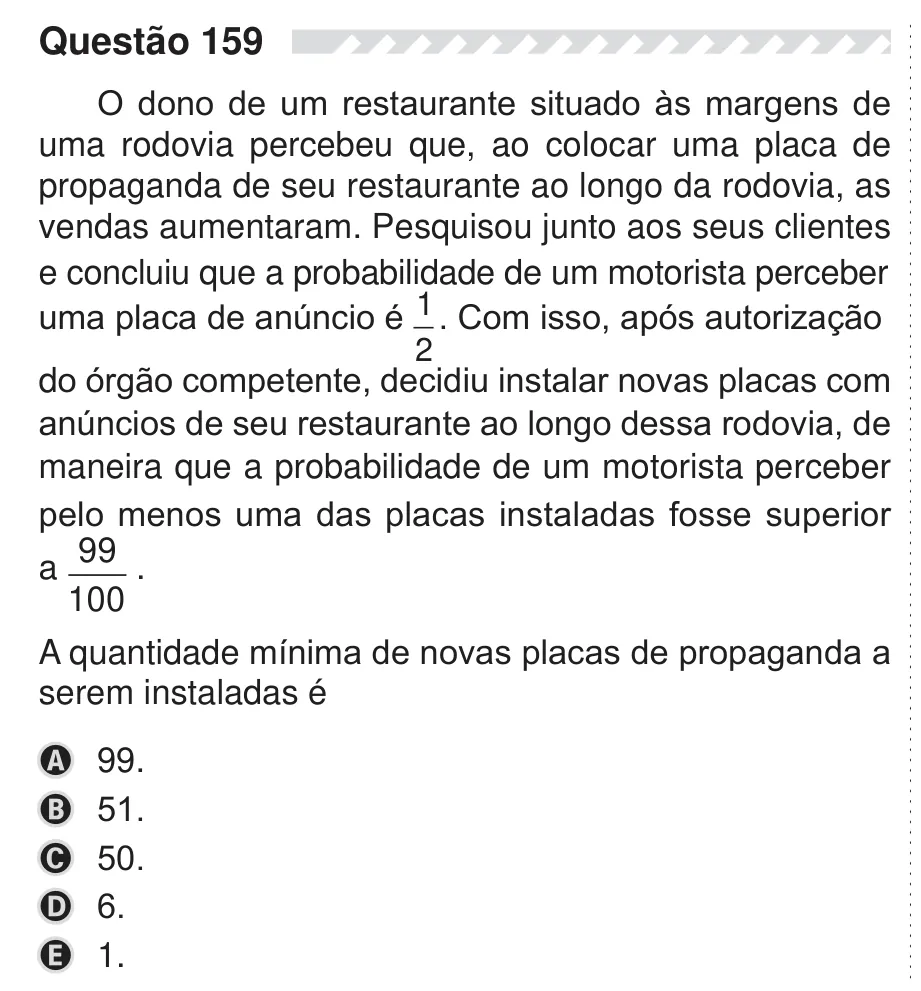 Questão 159
O dono de um restaurante situado às margens de
uma rodovia percebeu que, ao colocar uma placa de
propaganda de seu restaurante ao longo da rodovia, as
vendas aumentaram. Pesquisou junto aos seus clientes
e concluiu que a probabilidade de um motorista perceber
uma placa de anúncio é 1/2. Com isso, após autorização
do órgão competente, decidiu instalar novas placas com
anúncios de seu restaurante ao longo dessa rodovia, de
maneira que a probabilidade de um motorista perceber
pelo menos uma das placas instaladas fosse superior
a 99/100.
A quantidade mínima de novas placas de propaganda a
serem instaladas é
A 99.
B 51.
C 50.
D 6.
E 1.